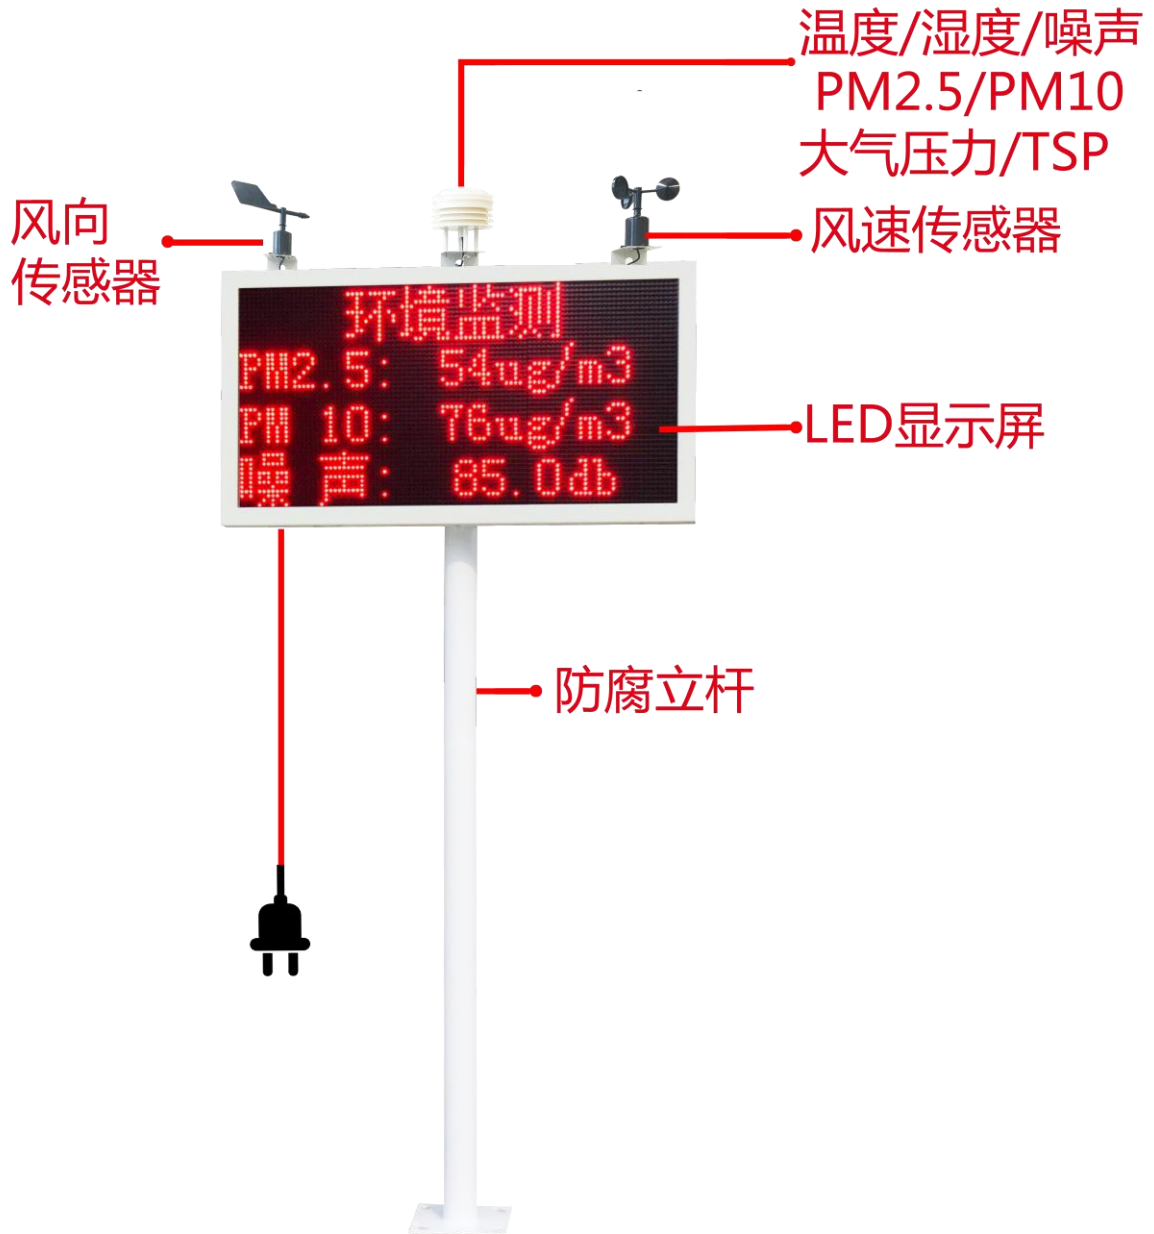 温度/湿度/噪声
PM2.5/PM10
大气压力/TSP
风向
传感器
风速传感器
环境监测
PM2.5: 54ug/m3
PM 10: 76ug/m3
噪 声: 85.0db
LED显示屏
防腐立杆